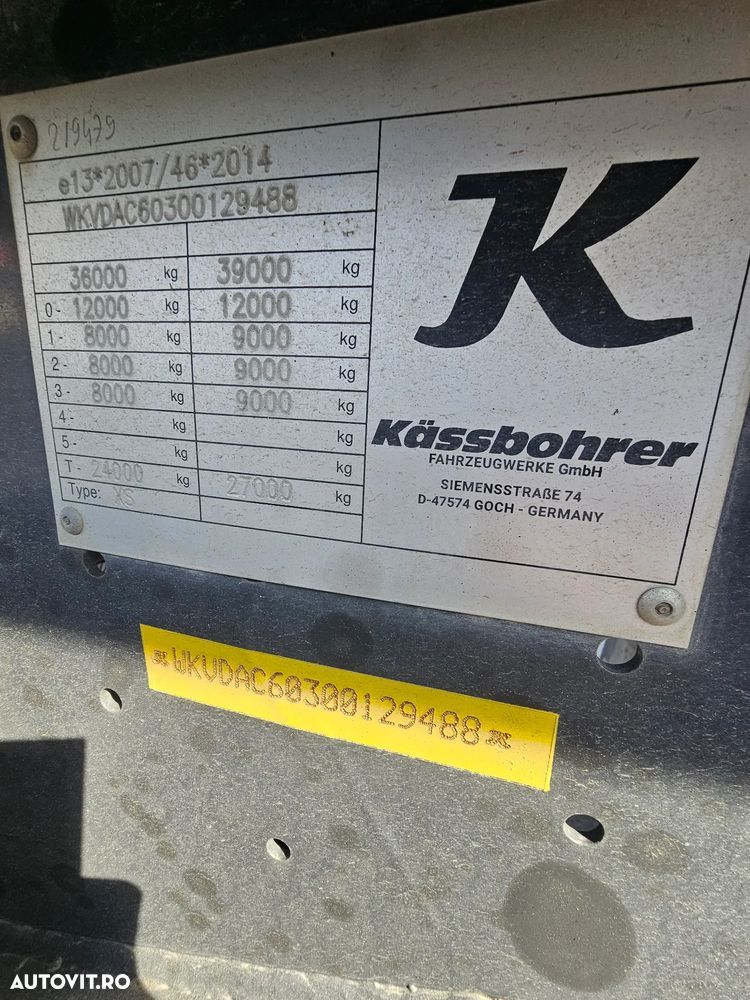 219479
e13*2007/46*2014
WKVDAC60300129488
36000 kg 39000 kg
0- 12000 kg 12000 kg
1- 8000 kg 9000 kg
2- 8000 kg 9000 kg
3- 8000 kg 9000 kg
4- kg kg
5- kg kg
T- 24000 kg 27000 kg
Type: XS
K
Kässbohrer
FAHRZEUGWERKE GmbH
SIEMENSSTRAßE 74
D-47574 GOCH - GERMANY
WKVDAC60300129488
AUTOVIT.RO